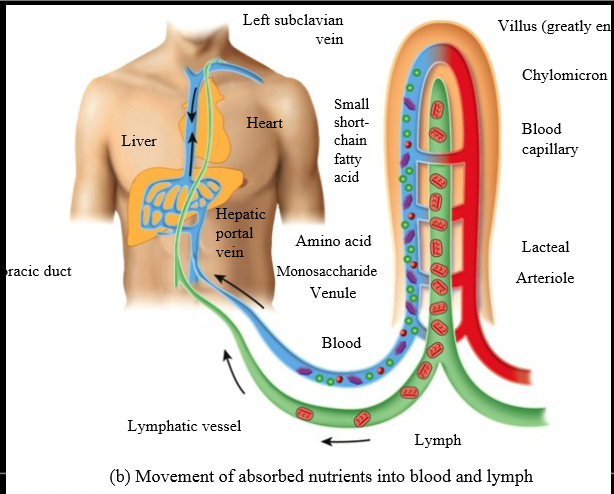 Left subclavian
vein
Villus (greatly en
Chylomicron
Small
short-
chain
fatty
acid
Heart
Liver
Blood
capillary
Hepatic
portal
vein
Amino acid
Lacteal
oracic duct
Monosaccharide
Arteriole
Venule
Blood
Lymphatic vessel
Lymph
(b) Movement of absorbed nutrients into blood and lymph